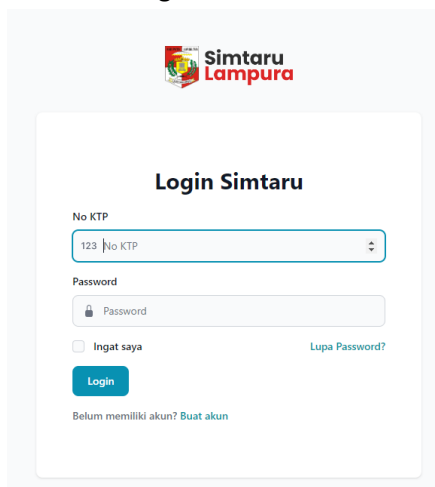 Simtaru
Lampura
Login Simtaru
No KTP
123 No KTP
Password
Password
Ingat saya Lupa Password?
Login
Belum memiliki akun? Buat akun